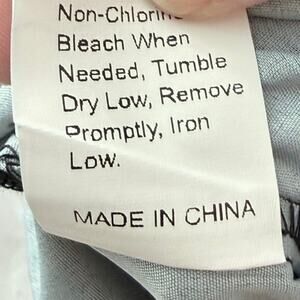 Non-Chlorine
Bleach When
Needed, Tumble
Dry Low, Remove
Promptly, Iron
Low.
MADE IN CHINA